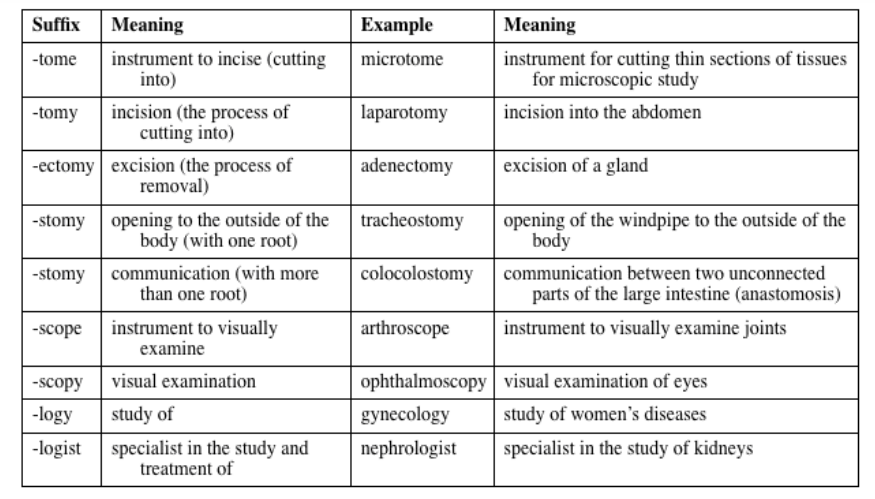 Suffix Meaning Example Meaning
-tome instrument to incise (cutting microtome instrument for cutting thin sections of tissues
into) for microscopic study
-tomy incision (the process of laparotomy incision into the abdomen
cutting into)
-ectomy excision (the process of adenectomy excision of a gland
removal)
-stomy opening to the outside of the tracheostomy opening of the windpipe to the outside of the
body (with one root) body
-stomy communication (with more colocolostomy communication between two unconnected
than one root) parts of the large intestine (anastomosis)
-scope instrument to visually arthroscope instrument to visually examine joints
examine
-scopy visual examination ophthalmoscopy visual examination of eyes
-logy study of gynecology study of women's diseases
-logist specialist in the study and nephrologist specialist in the study of kidneys
treatment of